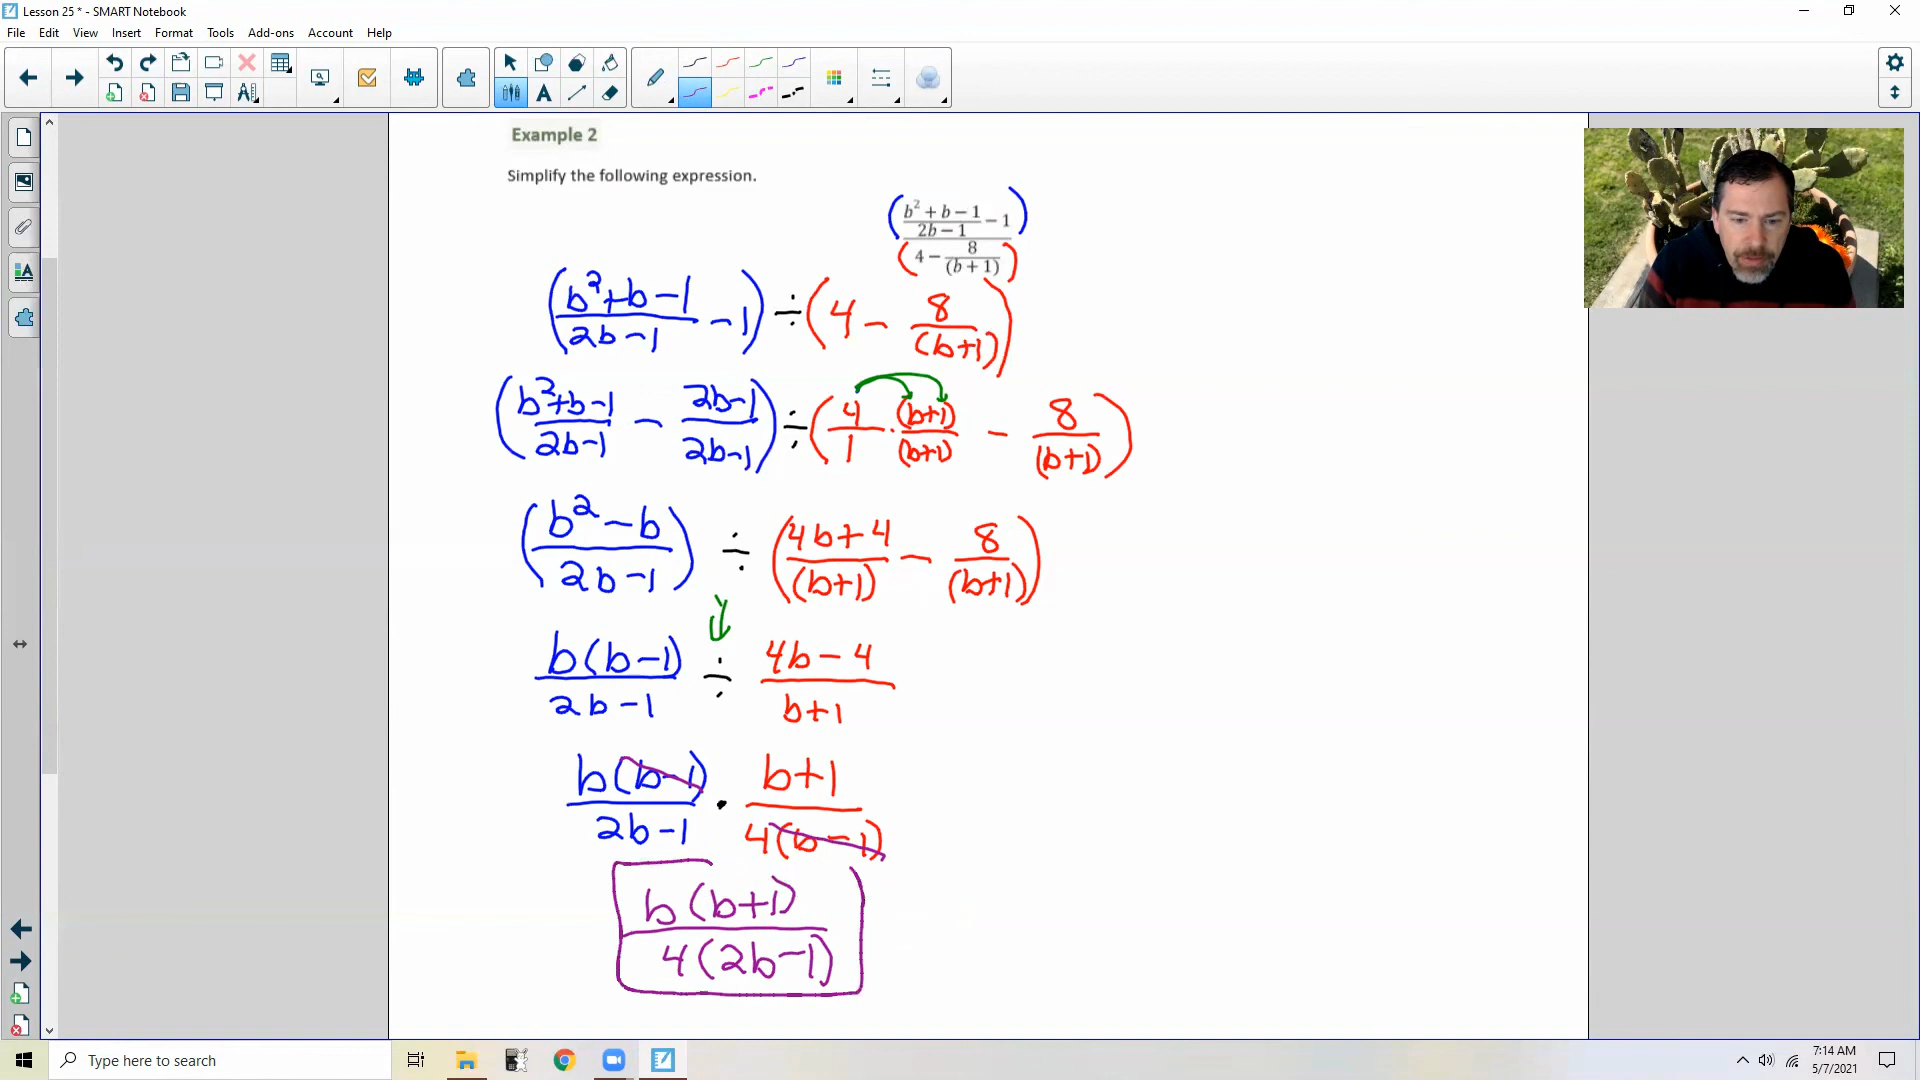 Lesson 25 * - SMART Notebook
File Edit View Insert Format Tools Add-ons Account Help
Example 2
Simplify the following expression.
((b² + b − 1)/(2b − 1) − 1)
(4 − 8/(b + 1))
((b²+b−1)/(2b−1) − 1) ÷ (4 − 8/(b+1))
((b²+b−1)/(2b−1) − (2b−1)/(2b−1)) ÷ (4/1 · (b+1)/(b+1) − 8/(b+1))
((b²−b)/(2b−1)) ÷ ((4b+4)/(b+1) − 8/(b+1))
b(b−1)/(2b−1) ÷ (4b−4)/(b+1)
b(b−1)/(2b−1) · (b+1)/4(b−1)
b(b+1)/4(2b−1)
Type here to search
7:14 AM
5/7/2021